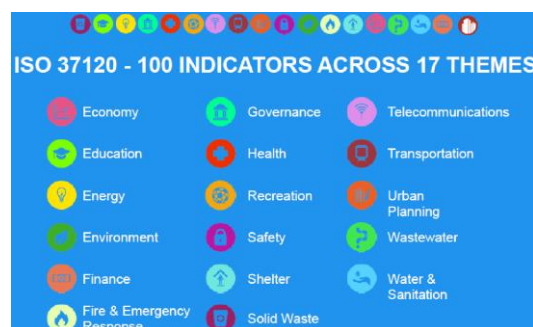 ISO 37120 - 100 INDICATORS ACROSS 17 THEMES
Economy
Education
Energy
Environment
Finance
Fire & Emergency
Response
Governance
Health
Recreation
Safety
Shelter
Solid Waste
Telecommunications
Transportation
Urban
Planning
Wastewater
Water &
Sanitation